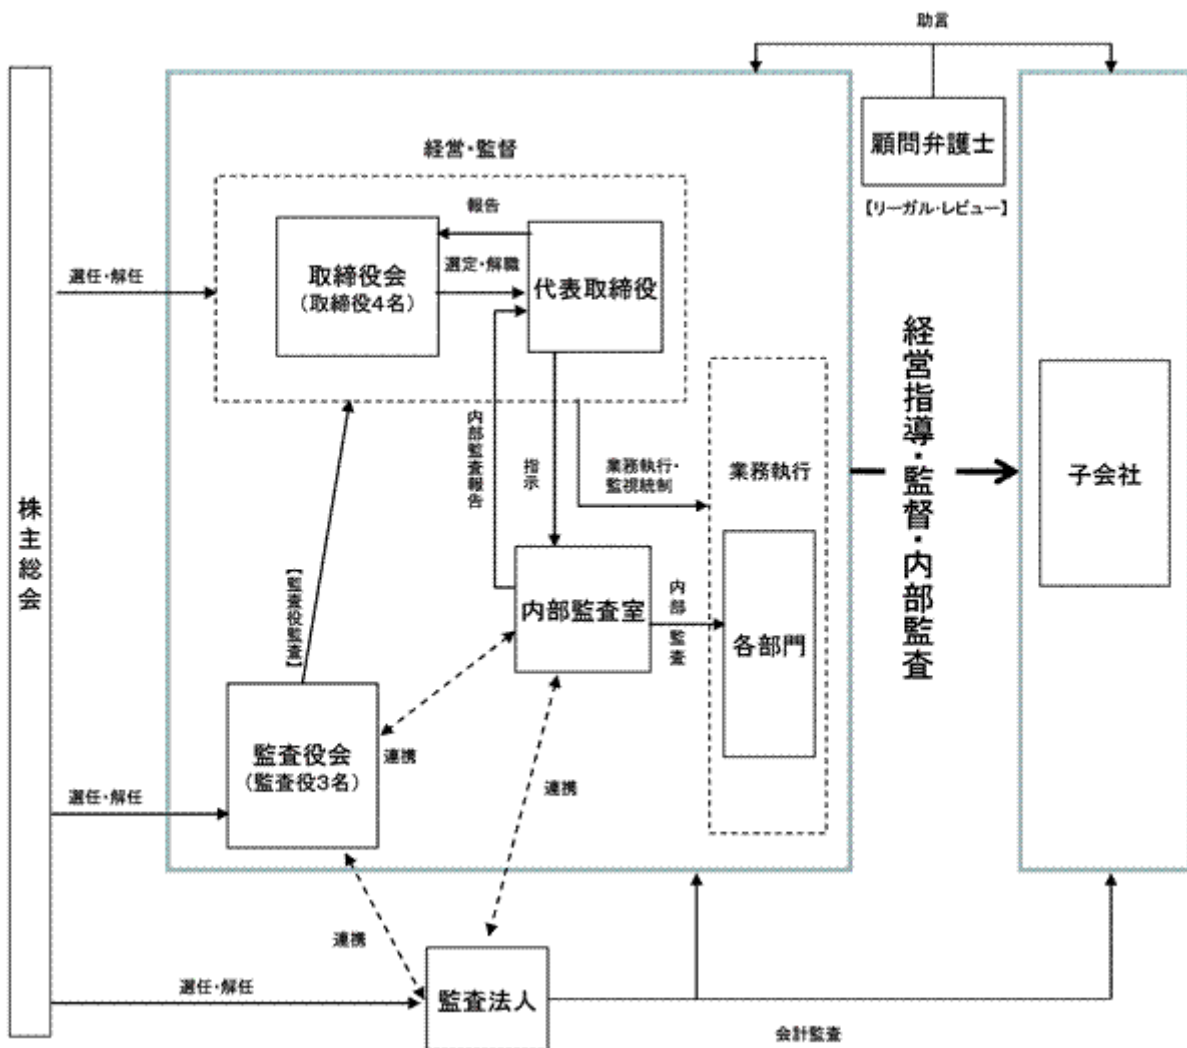 助言
顧問弁護士
【リーガル・レビュー】
経営・監督
報告
取締役会
（取締役4名）
選定・解職
代表取締役
選任・解任
株主総会
内部監査報告
指示
業務執行・
監視統制
業務執行
経営指導・監督・内部監査
子会社
【監査役監査】
内部監査室
内部
監査
各部門
監査役会
（監査役3名）
連携
連携
選任・解任
連携
選任・解任
監査法人
会計監査